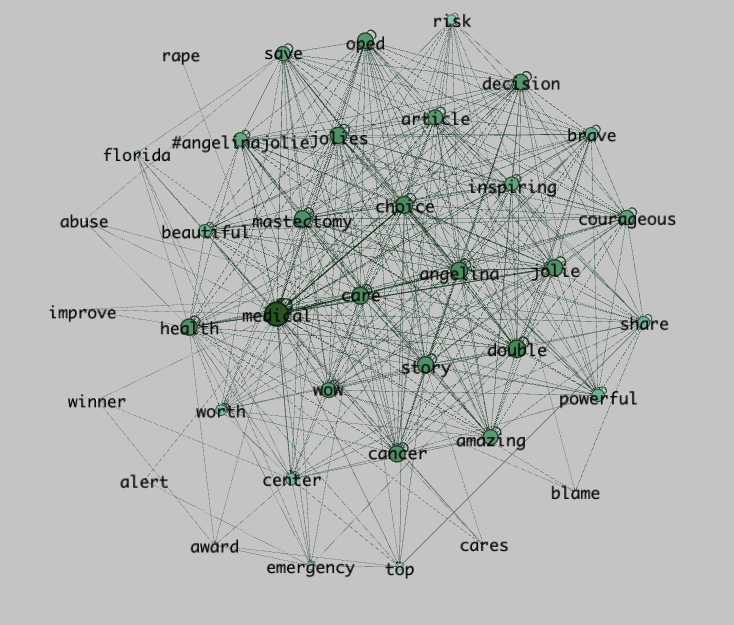 risk
oped
save
rape
decision
article
brave
#angelinajolie
jolies
florida
inspiring
choice
abuse
mastectomy
courageous
beautiful
angelina
jolie
care
improve
medical
health
share
double
story
wow
powerful
winner
worth
amazing
cancer
center
alert
blame
award
cares
emergency
top